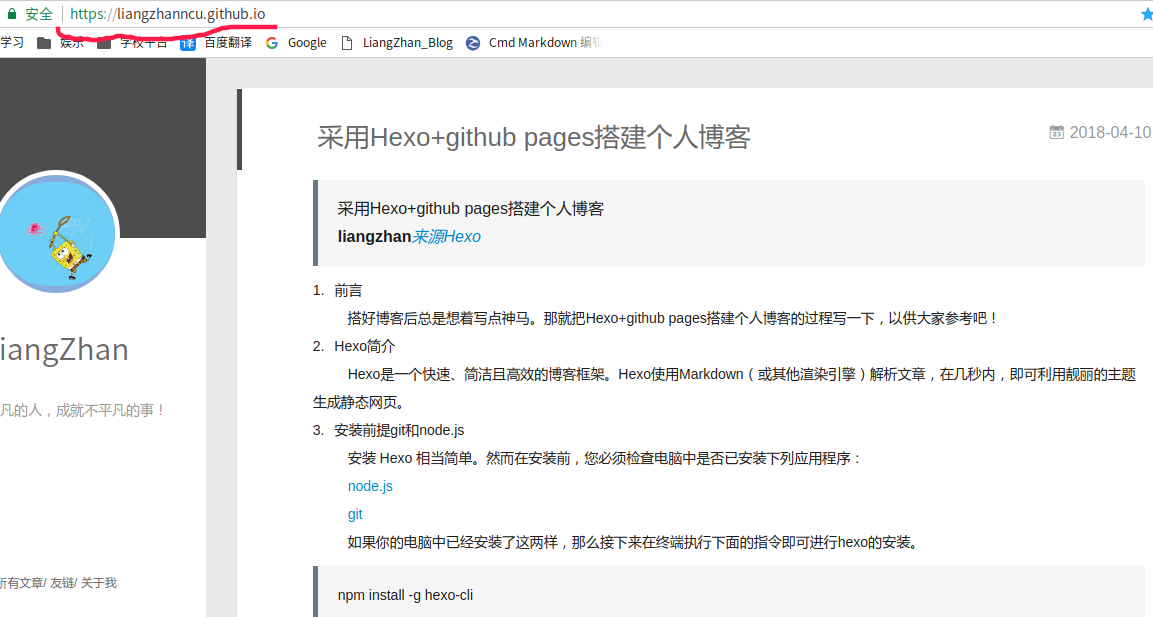 安全 https://liangzhanncu.github.io
学习 娱乐 学校平台 译 百度翻译 Google LiangZhan_Blog Cmd Markdown 编辑
采用Hexo+github pages搭建个人博客
23 2018-04-10
采用Hexo+github pages搭建个人博客
liangzhan来源Hexo
iangZhan
凡的人，成就不平凡的事！
所有文章/ 友链/ 关于我
1. 前言
搭好博客后总是想着写点神马。那就把Hexo+github pages搭建个人博客的过程写一下，以供大家参考吧！
2. Hexo简介
Hexo是一个快速、简洁且高效的博客框架。Hexo使用Markdown（或其他渲染引擎）解析文章，在几秒内，即可利用靓丽的主题
生成静态网页。
3. 安装前提git和node.js
安装 Hexo 相当简单。然而在安装前，您必须检查电脑中是否已安装下列应用程序：
node.js
git
如果你的电脑中已经安装了这两样，那么接下来在终端执行下面的指令即可进行hexo的安装。
npm install -g hexo-cli